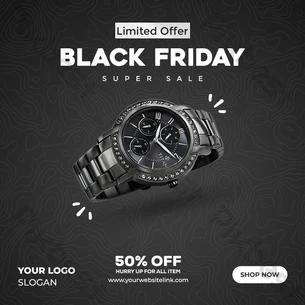 Limited Offer
BLACK FRIDAY
SUPER SALE
50% OFF
HURRY UP FOR ALL ITEM
www.yourwebsitelink.com
YOUR LOGO
SLOGAN
SHOP NOW